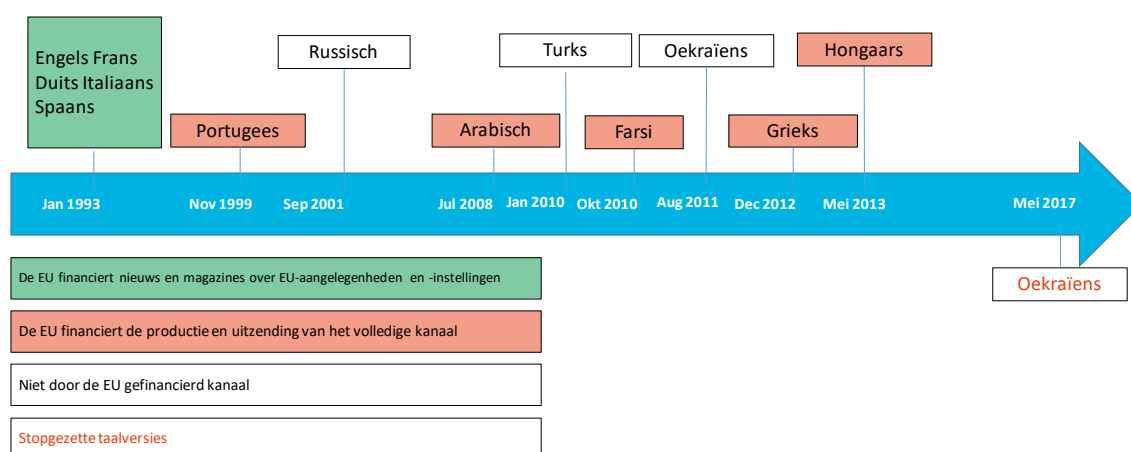 Engels Frans
Duits Italiaans
Spaans
Russisch
Turks
Oekraïens
Hongaars
Portugees
Arabisch
Farsi
Grieks
Jan 1993
Nov 1999
Sep 2001
Jul 2008
Jan 2010
Okt 2010
Aug 2011
Dec 2012
Mei 2013
Mei 2017
Oekraïens
De EU financiert nieuws en magazines over EU-aangelegenheden en -instellingen
De EU financiert de productie en uitzending van het volledige kanaal
Niet door de EU gefinancierd kanaal
Stopgezette taalversies